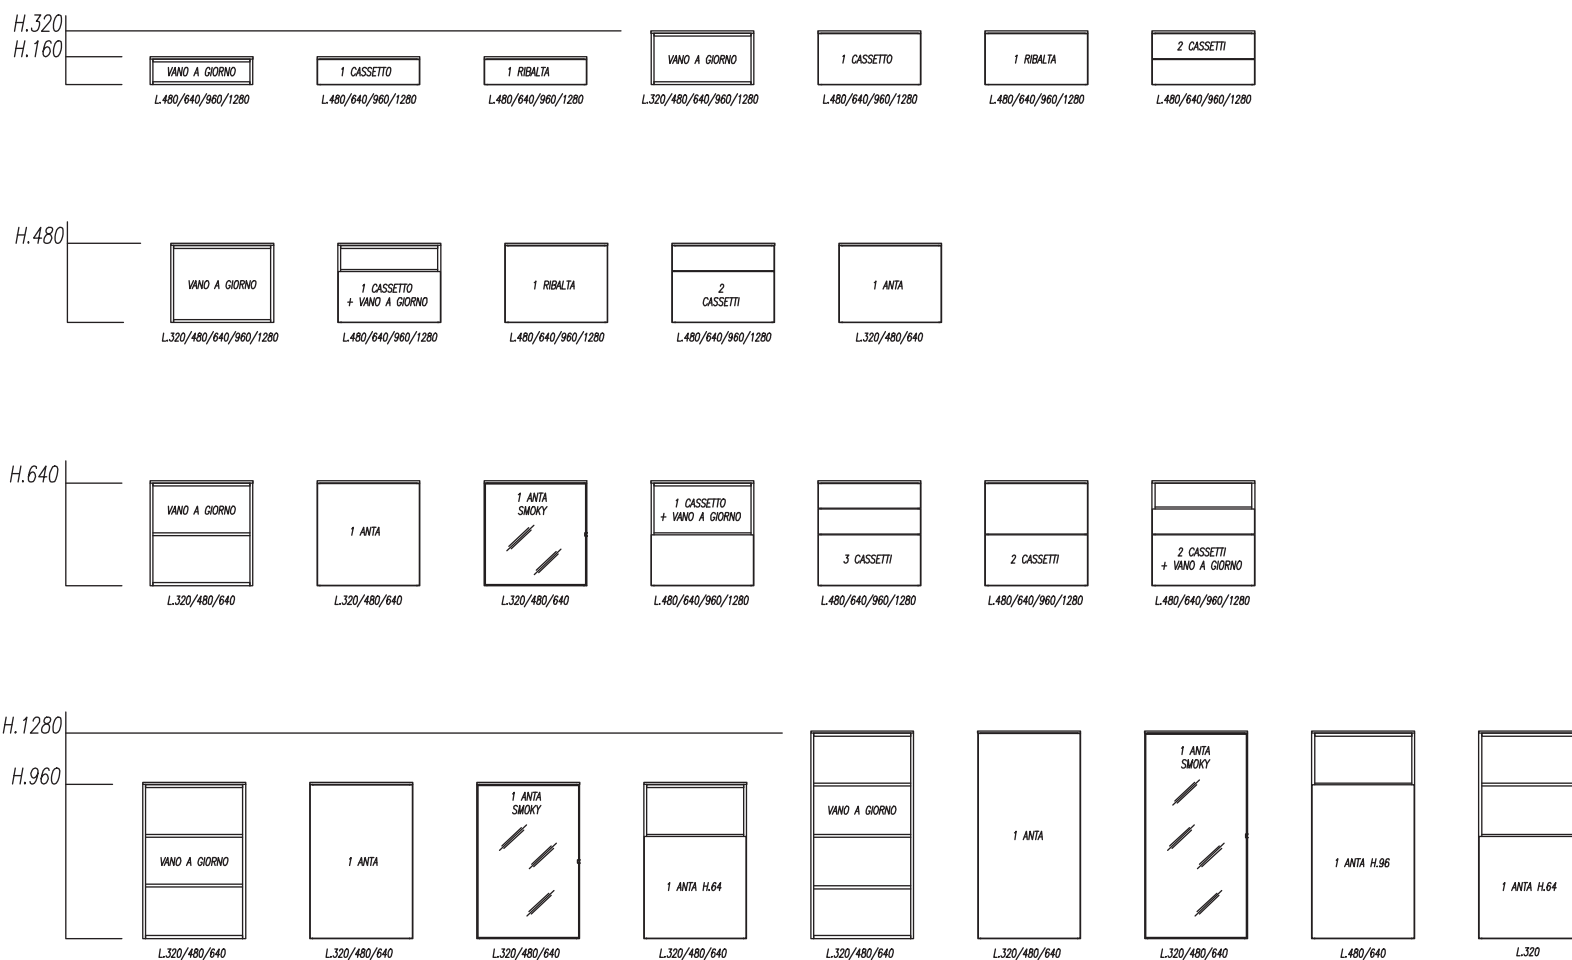 H.320
H.160
VANO A GIORNO
1 CASSETTO
1 RIBALTA
VANO A GIORNO
1 CASSETTO
1 RIBALTA
2 CASSETTI
L.480/640/960/1280
L.480/640/960/1280
L.480/640/960/1280
L.320/480/640/960/1280
L.480/640/960/1280
L.480/640/960/1280
L.480/640/960/1280
H.480
VANO A GIORNO
1 CASSETTO
+ VANO A GIORNO
1 RIBALTA
2
CASSETTI
1 ANTA
L.320/480/640/960/1280
L.480/640/960/1280
L.480/640/960/1280
L.480/640/960/1280
L.320/480/640
H.640
VANO A GIORNO
1 ANTA
1 ANTA
SMOKY
1 CASSETTO
+ VANO A GIORNO
3 CASSETTI
2 CASSETTI
2 CASSETTI
+ VANO A GIORNO
L.320/480/640
L.320/480/640
L.320/480/640
L.480/640/960/1280
L.480/640/960/1280
L.480/640/960/1280
L.480/640/960/1280
H.1280
H.960
VANO A GIORNO
1 ANTA
1 ANTA
SMOKY
1 ANTA H.64
VANO A GIORNO
1 ANTA
1 ANTA
SMOKY
1 ANTA H.96
1 ANTA H.64
L.320/480/640
L.320/480/640
L.320/480/640
L.320/480/640
L.320/480/640
L.320/480/640
L.320/480/640
L.480/640
L.320